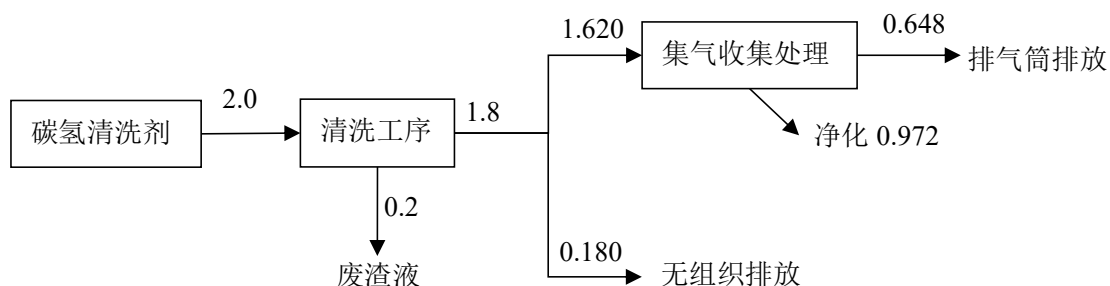 1.620
集气收集处理
0.648
排气筒排放
碳氢清洗剂
2.0
清洗工序
1.8
净化 0.972
0.2
废渣液
0.180
无组织排放